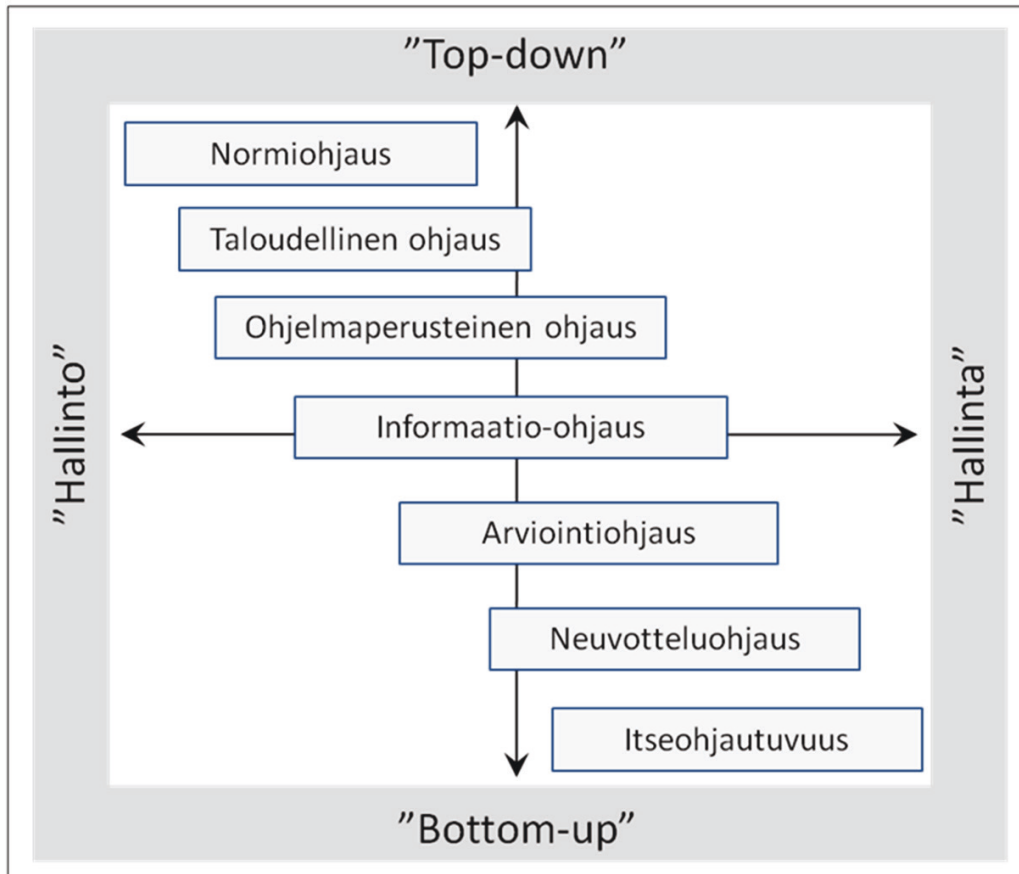 ”Top-down”
Normiohjaus
Taloudellinen ohjaus
Ohjelmaperusteinen ohjaus
”Hallinto”
Informaatio-ohjaus
”Hallinta”
Arviointiohjaus
Neuvotteluohjaus
Itseohjautuvuus
”Bottom-up”